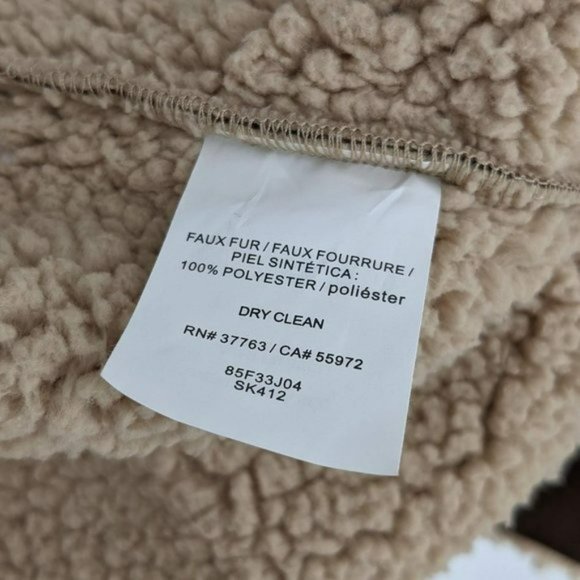 FAUX FUR / FAUX FOURRURE /
PIEL SINTÉTICA :
100% POLYESTER / poliéster
DRY CLEAN
RN# 37763 / CA# 55972
85F33J04
SK412